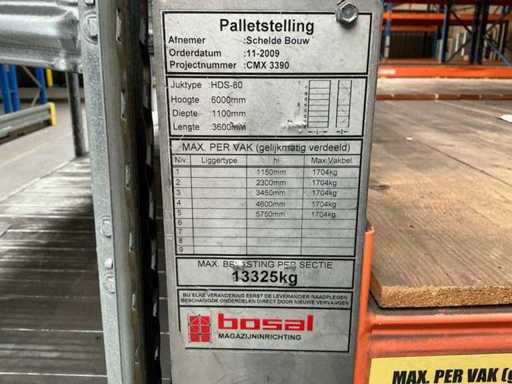 Palletstelling
Afnemer :Schelde Bouw
Orderdatum :11-2009
Projectnummer :CMX 3390
Juktype HDS-80
Hoogte 6000mm
Diepte 1100mm
Lengte 3600mm
MAX. PER VAK (gelijkmatig verdeeld)
Niv. Liggertype hi Max.Vakbel
1 1150mm 1704kg
2 2300mm 1704kg
3 3450mm 1704kg
4 4600mm 1704kg
5 5750mm 1704kg
6
7
8
9
MAX. BELASTING PER SECTIE
13325kg
BIJ ELKE VERANDERING EERST DE LEVERANCIER RAADPLEGEN
BESCHADIGDE ONDERDELEN DIRECT DOOR NIEUWE VERVANGEN
bosal
MAGAZIJNINRICHTING
MAX. PER VAK (g